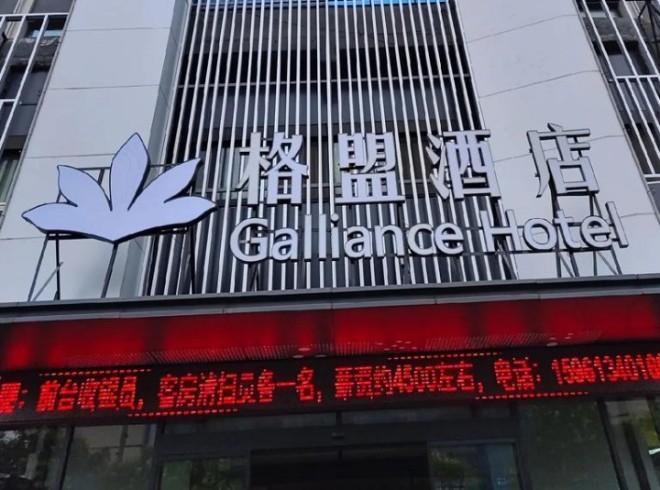 格盟酒店
Galliance Hotel
前台收银员，客房清扫员各一名，薪资约4500左右，电话：159613401